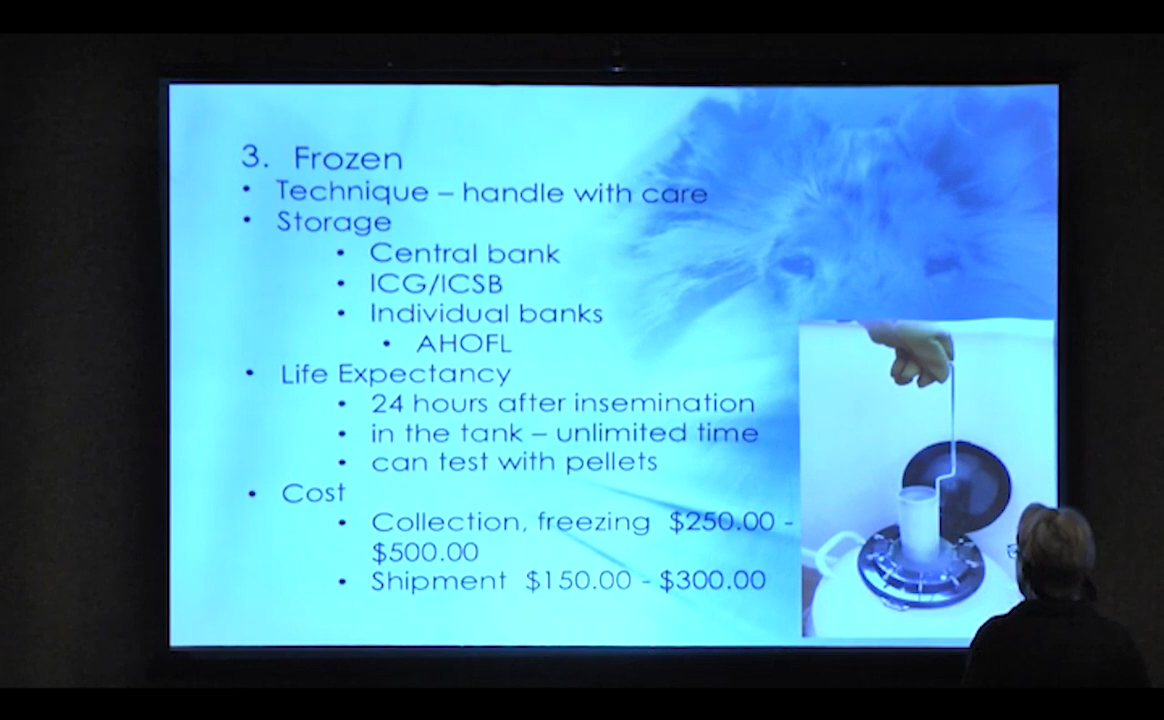 3. Frozen
• Technique – handle with care
• Storage
• Central bank
• ICG/ICSB
• Individual banks
• AHOFL
• Life Expectancy
• 24 hours after insemination
• in the tank – unlimited time
• can test with pellets
• Cost
• Collection, freezing $250.00 -
$500.00
• Shipment $150.00 - $300.00